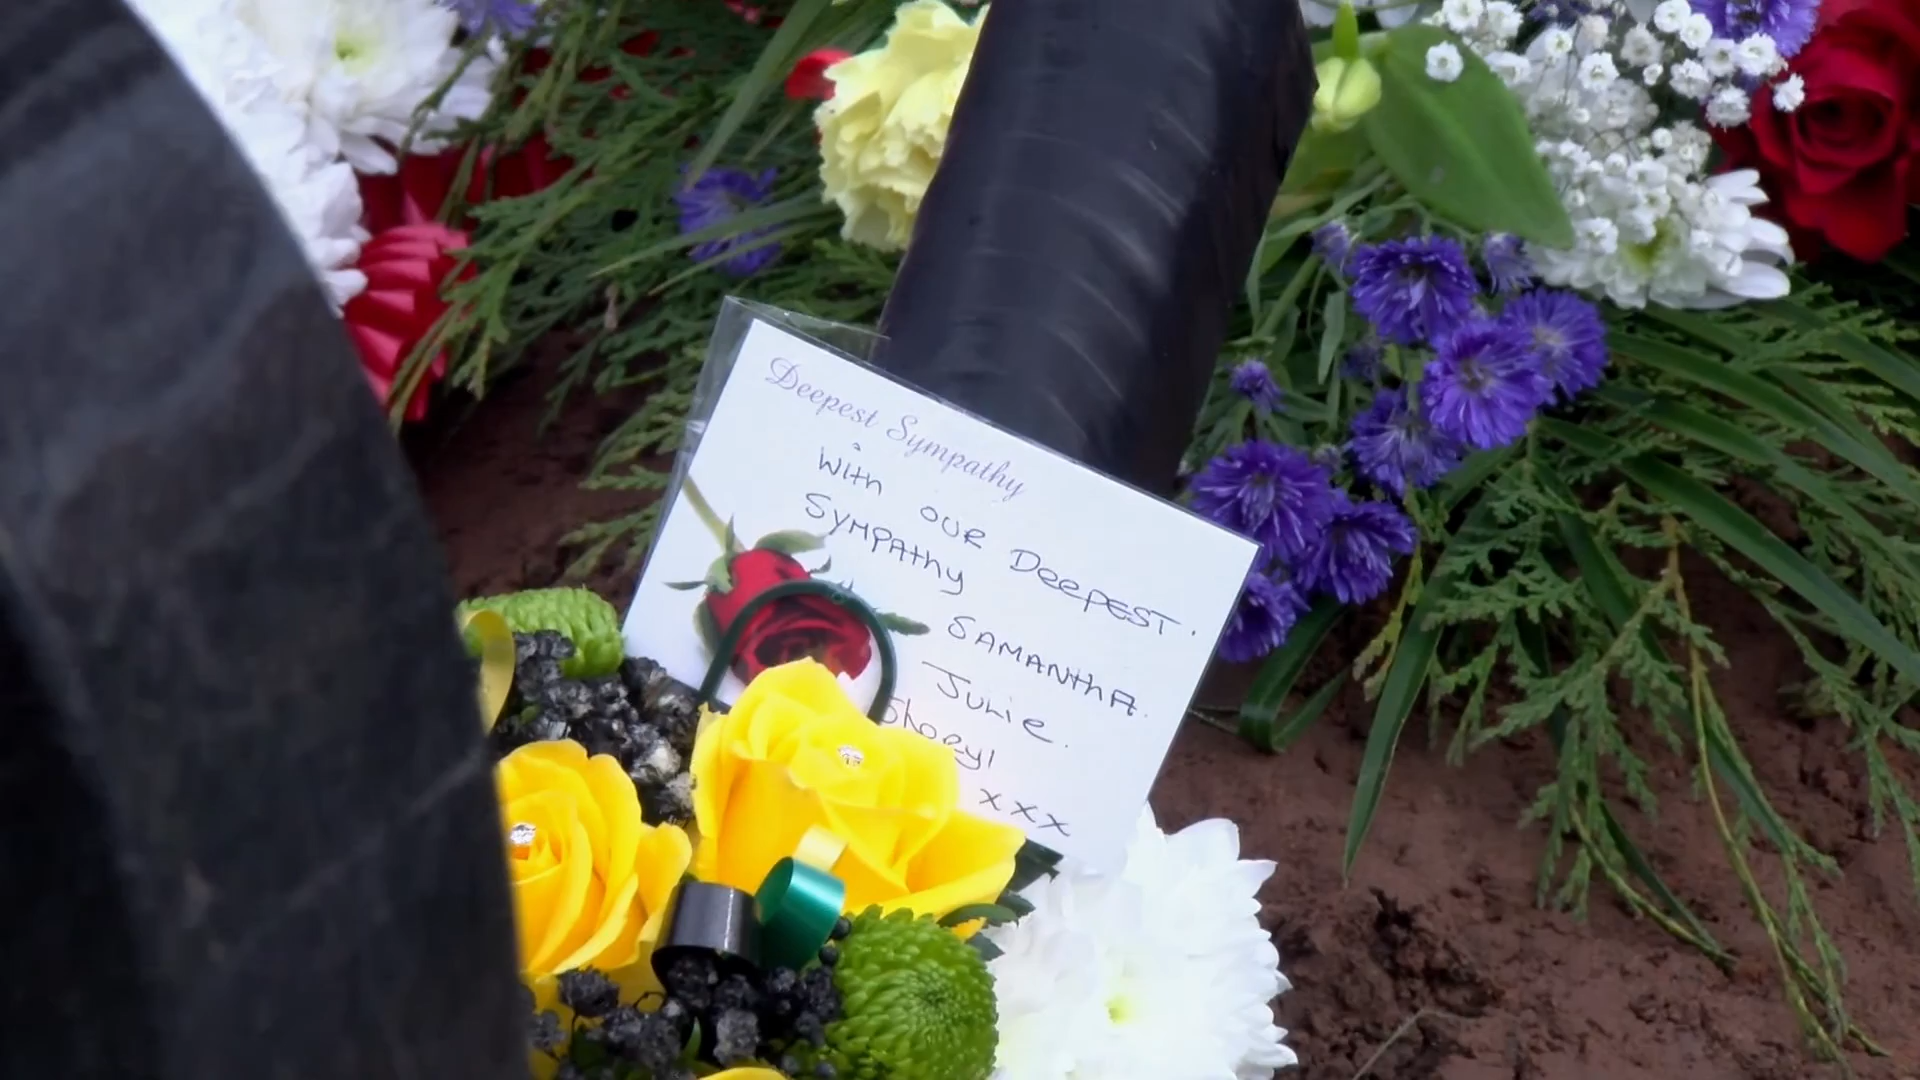 Deepest Sympathy
With OUR DeepEST.
SYMPAthy
SAMANthA.
Julie.
xxx